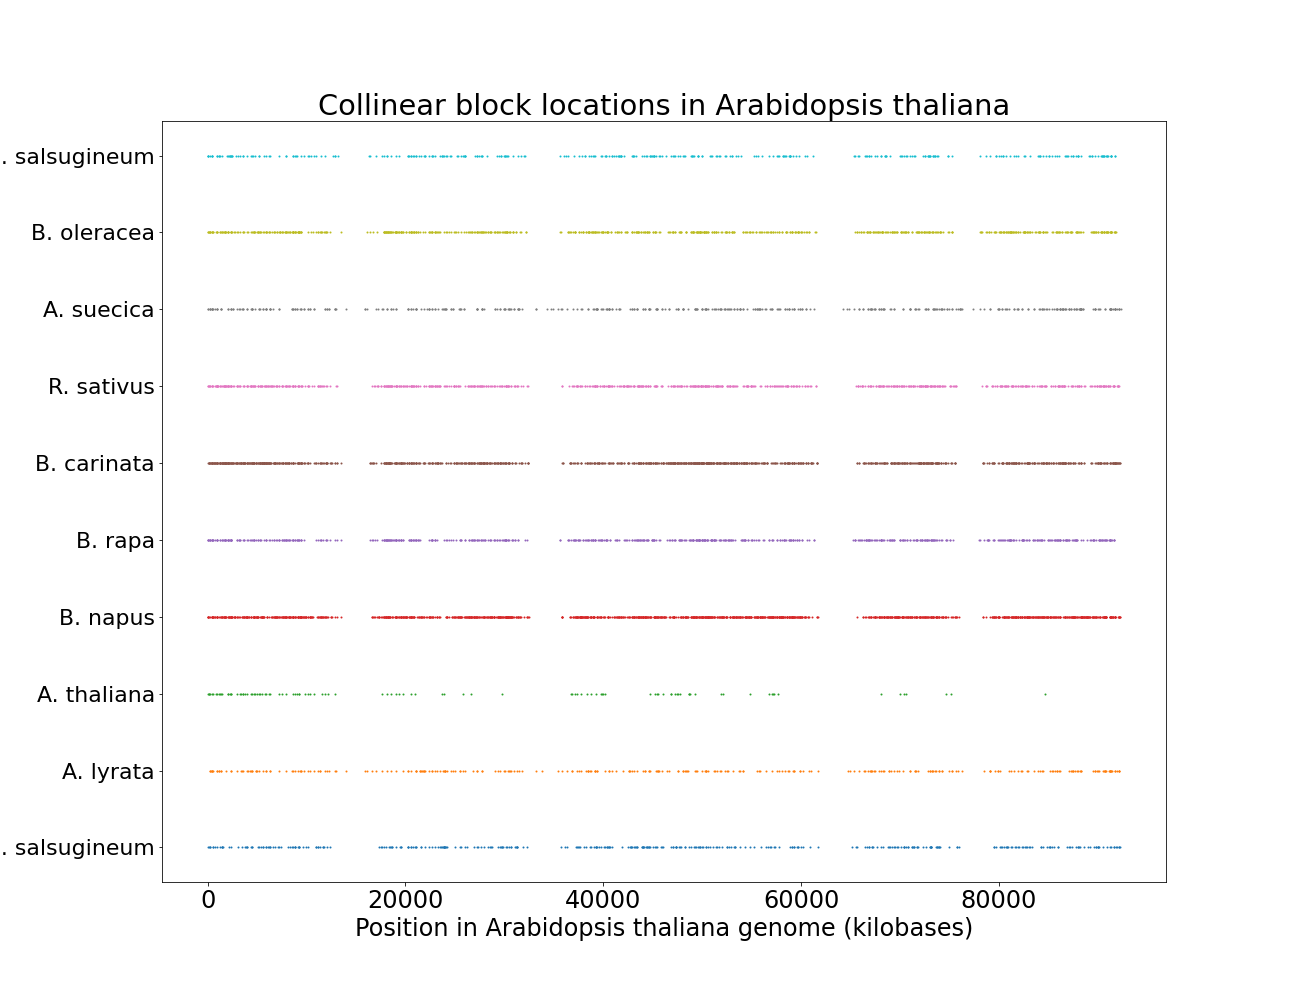 Collinear block locations in Arabidopsis thaliana
. salsugineum
B. oleracea
A. suecica
R. sativus
B. carinata
B. rapa
B. napus
A. thaliana
A. lyrata
. salsugineum
0 20000 40000 60000 80000
Position in Arabidopsis thaliana genome (kilobases)